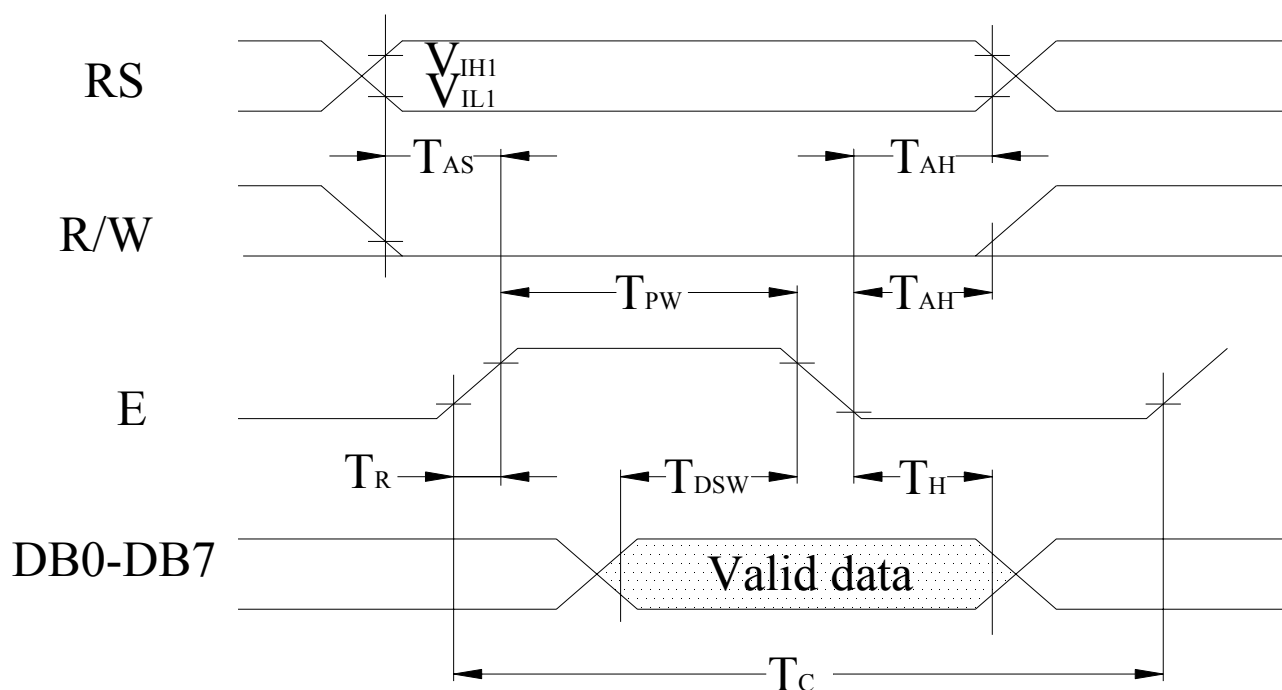 RS
VIH1
VIL1
TAS
TAH
R/W
TPW
TAH
E
TR
TDSW
TH
DB0-DB7
Valid data
TC